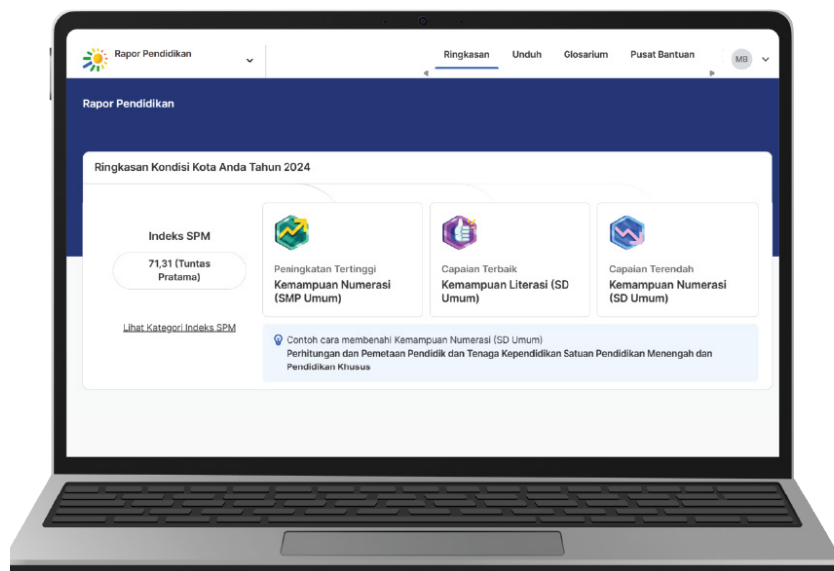 Rapor Pendidikan
Ringkasan Unduh Glosarium Pusat Bantuan MB
Rapor Pendidikan
Ringkasan Kondisi Kota Anda Tahun 2024
Indeks SPM
71,31 (Tuntas
Pratama)
Lihat Kategori Indeks SPM
Peningkatan Tertinggi
Kemampuan Numerasi
(SMP Umum)
Capaian Terbaik
Kemampuan Literasi (SD
Umum)
Capaian Terendah
Kemampuan Numerasi
(SD Umum)
Contoh cara membenahi Kemampuan Numerasi (SD Umum)
Perhitungan dan Pemetaan Pendidik dan Tenaga Kependidikan Satuan Pendidikan Menengah dan
Pendidikan Khusus